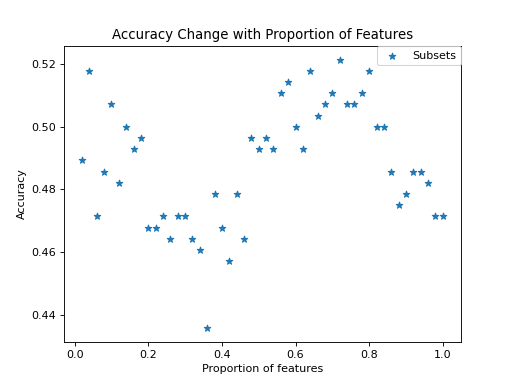 Accuracy Change with Proportion of Features
Subsets
0.52
0.50
0.48
0.46
0.44
Accuracy
0.0 0.2 0.4 0.6 0.8 1.0
Proportion of features